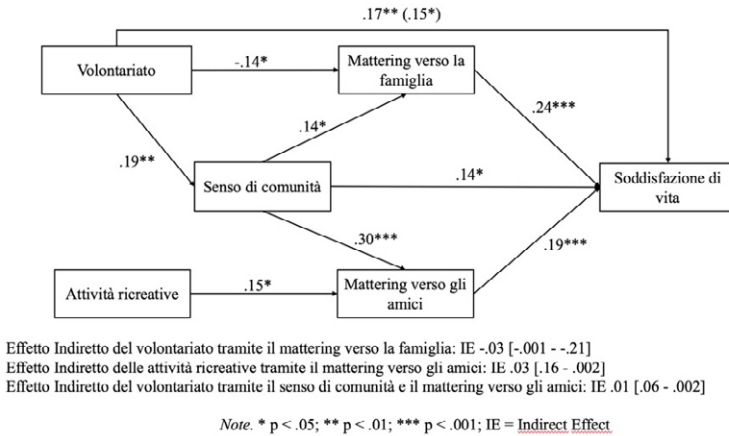 .17** (.15*)
Volontariato
-.14*
Mattering verso la
famiglia
.24***
.14*
.19**
Senso di comunità
.14*
Soddisfazione di
vita
.30***
.19***
Attività ricreative
.15*
Mattering verso gli
amici
Effetto Indiretto del volontariato tramite il mattering verso la famiglia: IE -.03 [-.001 - -.21]
Effetto Indiretto delle attività ricreative tramite il mattering verso gli amici: IE .03 [.16 - .002]
Effetto Indiretto del volontariato tramite il senso di comunità e il mattering verso gli amici: IE .01 [.06 - .002]
Note. * p < .05; ** p < .01; *** p < .001; IE = Indirect Effect